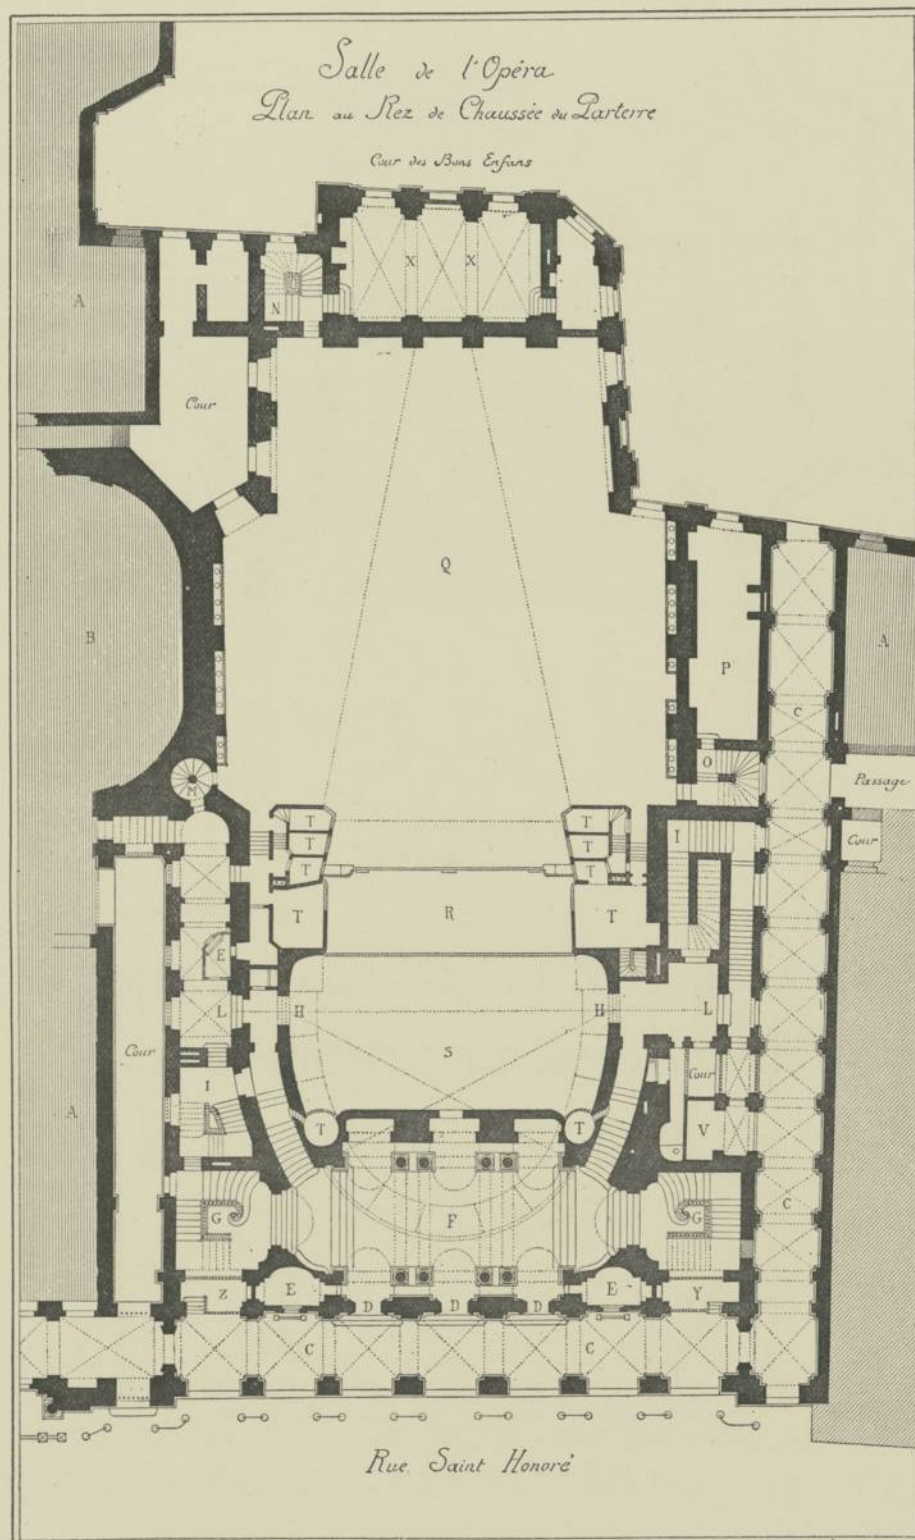 Salle de l'Opéra
Plan au Rez de Chaussée du Parterre
Cour des Bons Enfans
X X
A
N
Cour
Q
B
A
P
C
O
Passage
M
T T
I
Cour
T T
T T
T R T
E
L H H L
S
Cour
Cour
I
A
T T
V
G F G
C
Z E E Y
D D D
C C
Rue Saint Honoré